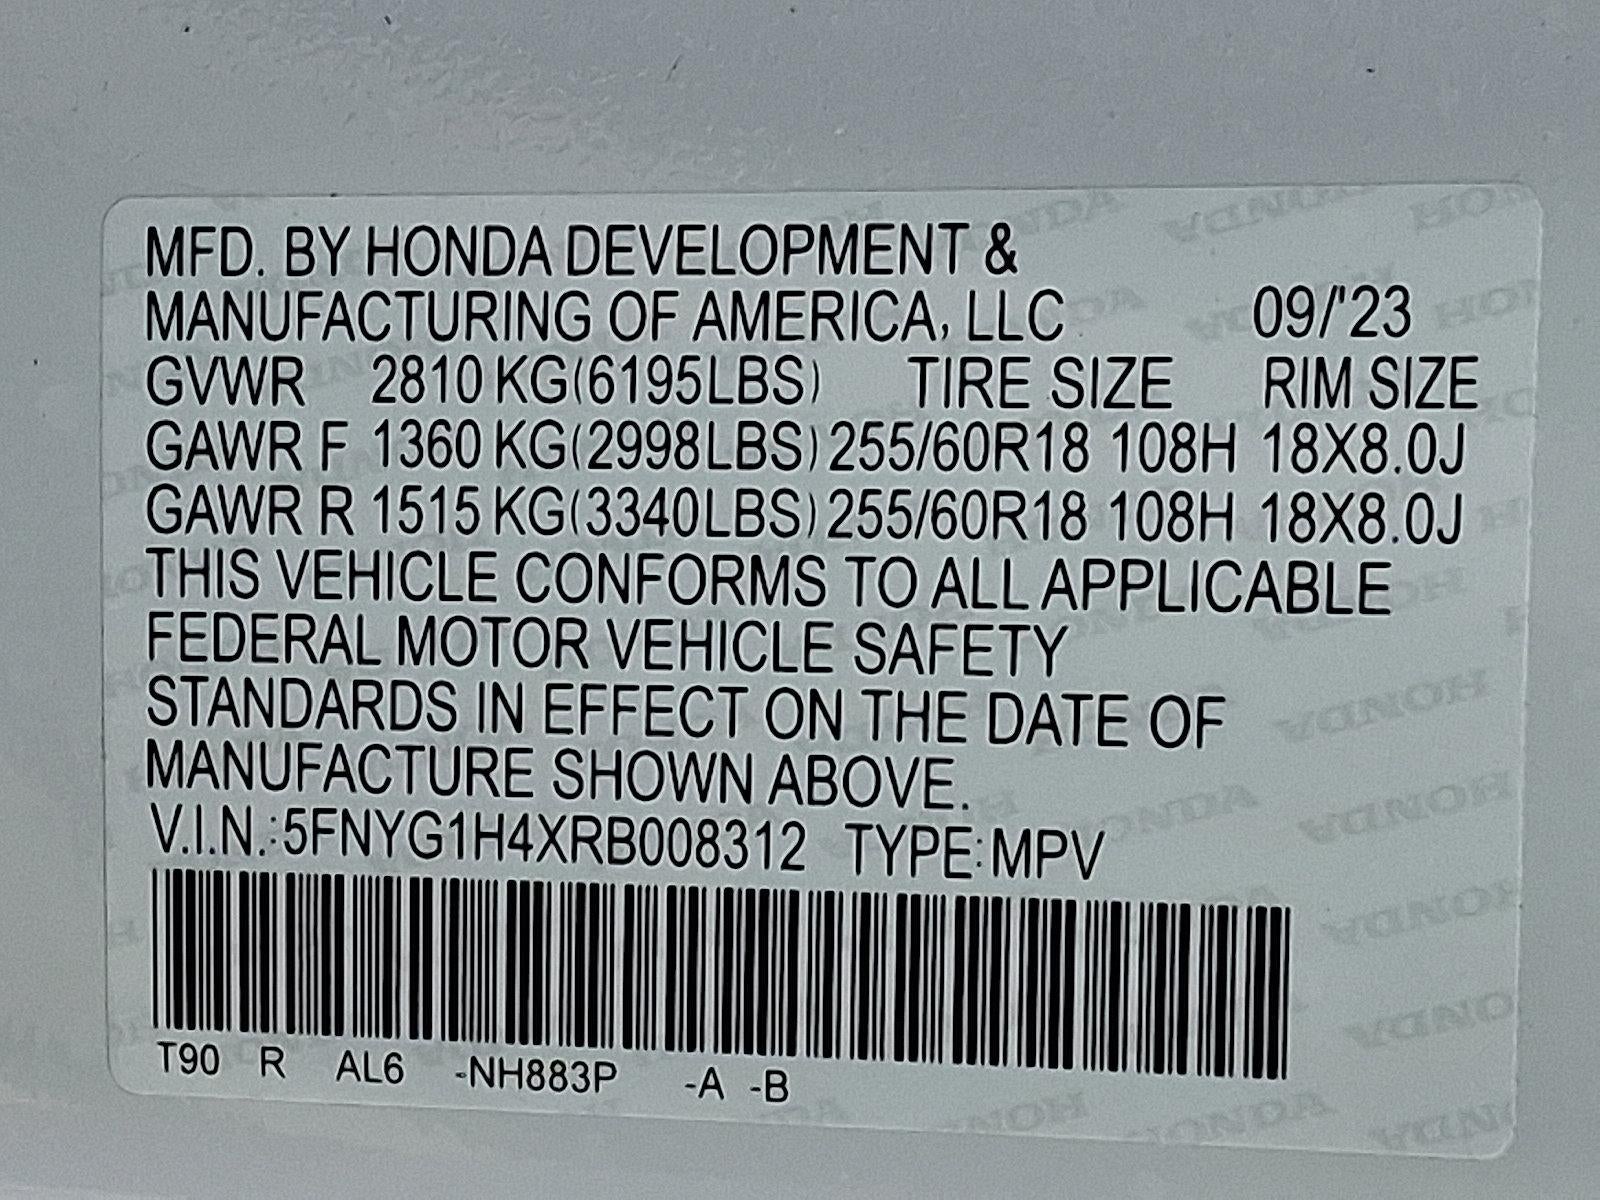 MFD. BY HONDA DEVELOPMENT &
MANUFACTURING OF AMERICA, LLC 09/'23
GVWR 2810 KG(6195LBS) TIRE SIZE RIM SIZE
GAWR F 1360 KG(2998LBS) 255/60R18 108H 18X8.0J
GAWR R 1515 KG(3340LBS) 255/60R18 108H 18X8.0J
THIS VEHICLE CONFORMS TO ALL APPLICABLE
FEDERAL MOTOR VEHICLE SAFETY
STANDARDS IN EFFECT ON THE DATE OF
MANUFACTURE SHOWN ABOVE.
V.I.N.:5FNYG1H4XRB008312 TYPE:MPV
T90 R AL6 -NH883P -A -B